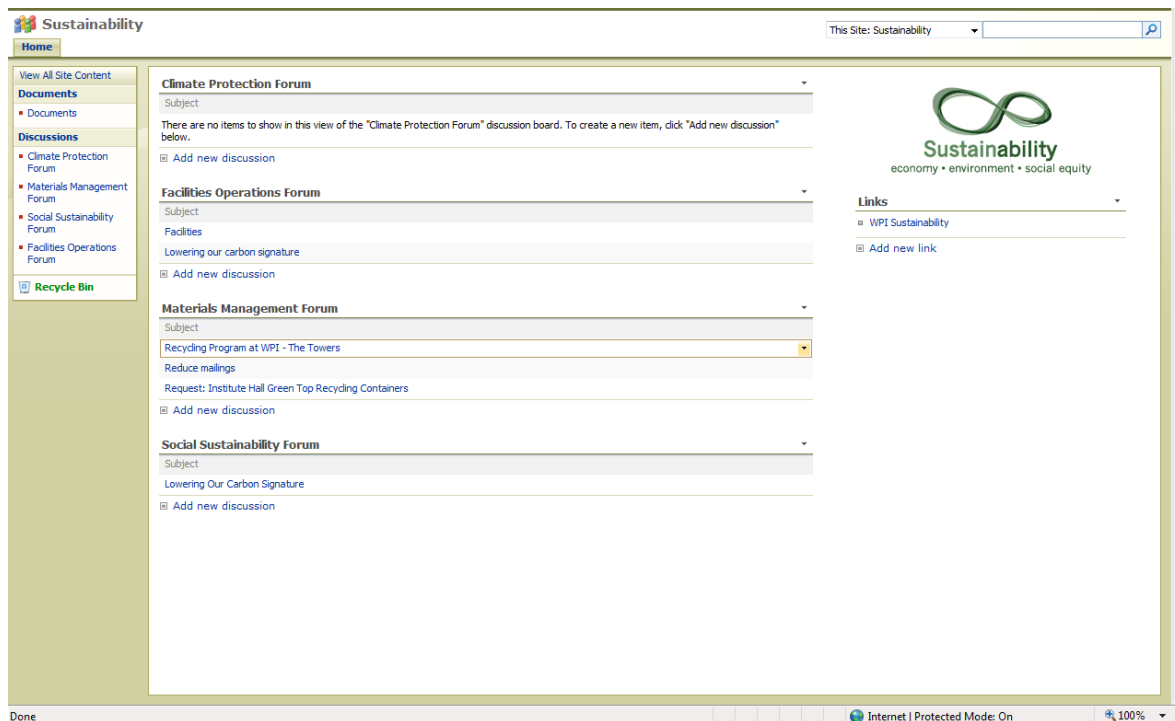 Sustainability
This Site: Sustainability
Home
View All Site Content
Documents
Documents
Discussions
Climate Protection
Forum
Materials Management
Forum
Social Sustainability
Forum
Facilities Operations
Forum
Recycle Bin
Climate Protection Forum
Subject
There are no items to show in this view of the "Climate Protection Forum" discussion board. To create a new item, click "Add new discussion"
below.
Add new discussion
Facilities Operations Forum
Subject
Facilities
Lowering our carbon signature
Add new discussion
Materials Management Forum
Subject
Recycling Program at WPI - The Towers
Reduce mailings
Request: Institute Hall Green Top Recycling Containers
Add new discussion
Social Sustainability Forum
Subject
Lowering Our Carbon Signature
Add new discussion
Sustainability
economy • environment • social equity
Links
WPI Sustainability
Add new link
Done
Internet | Protected Mode: On
100%